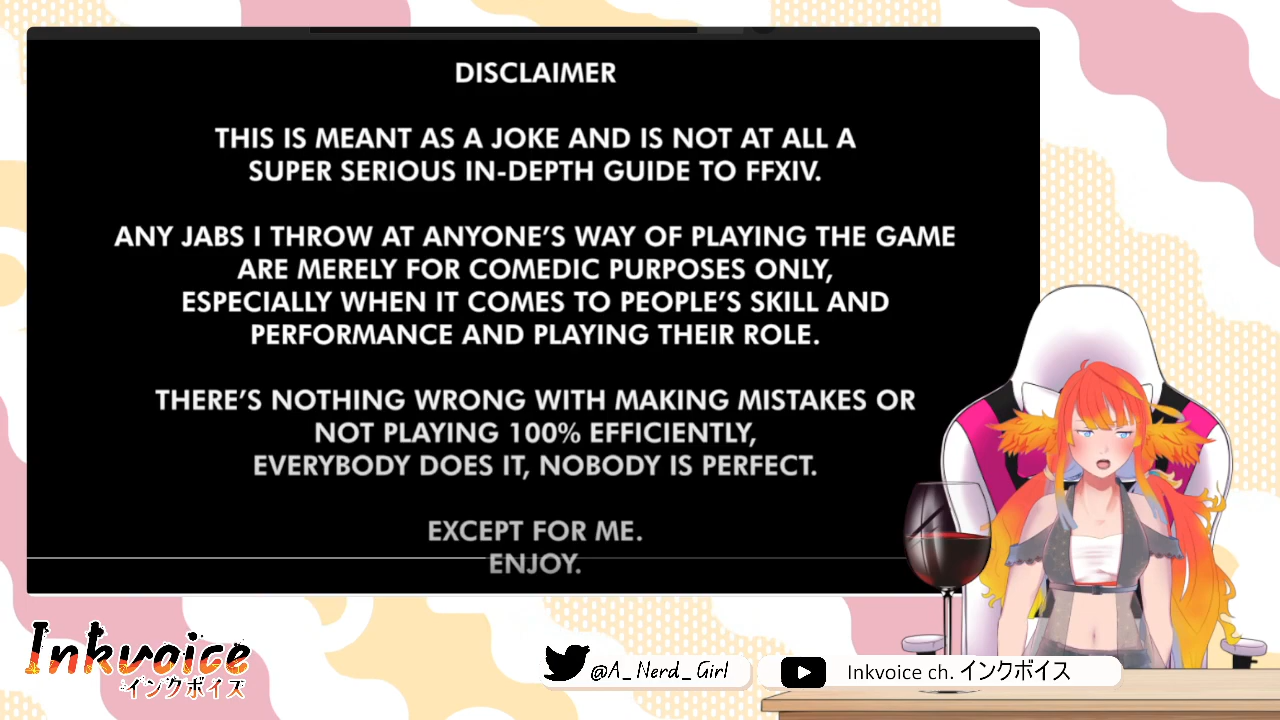 DISCLAIMER
THIS IS MEANT AS A JOKE AND IS NOT AT ALL A
SUPER SERIOUS IN-DEPTH GUIDE TO FFXIV.
ANY JABS I THROW AT ANYONE'S WAY OF PLAYING THE GAME
ARE MERELY FOR COMEDIC PURPOSES ONLY,
ESPECIALLY WHEN IT COMES TO PEOPLE'S SKILL AND
PERFORMANCE AND PLAYING THEIR ROLE.
THERE'S NOTHING WRONG WITH MAKING MISTAKES OR
NOT PLAYING 100% EFFICIENTLY,
EVERYBODY DOES IT, NOBODY IS PERFECT.
EXCEPT FOR ME.
ENJOY.
Inkvoice
インクボイス
@A_Nerd_Girl
Inkvoice ch. インクボイス